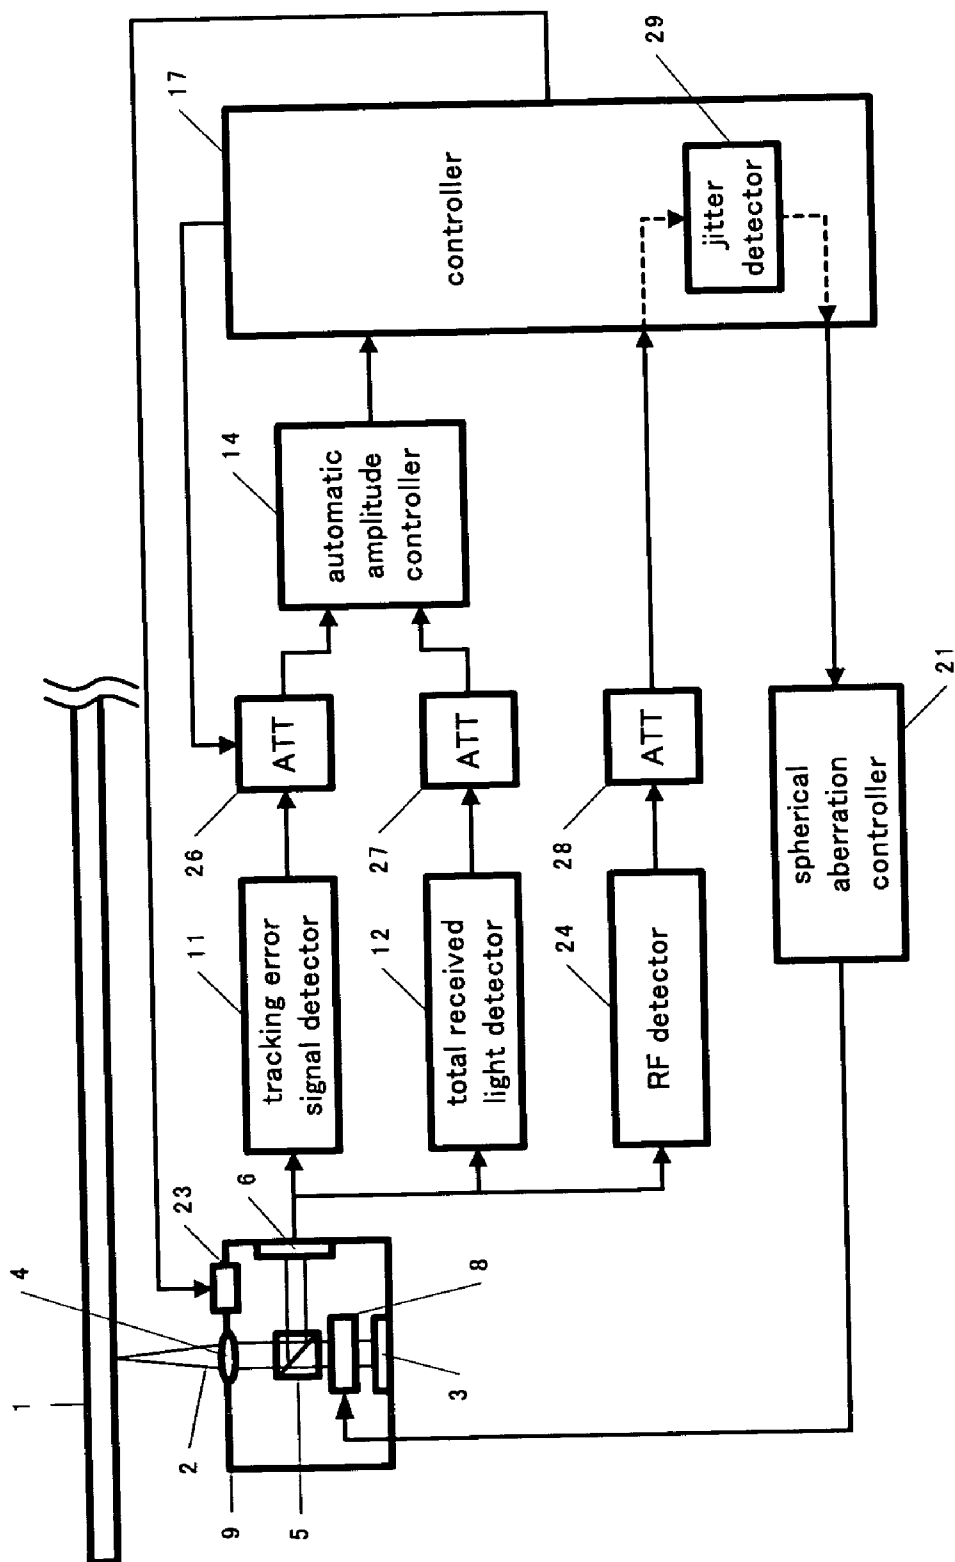 1
2
9
5
4
23
6
8
3
11
tracking error
signal detector
26
ATT
12
total received
light detector
27
ATT
24
RF detector
28
ATT
14
automatic
amplitude
controller
17
controller
29
jitter
detector
21
spherical
aberration
controller